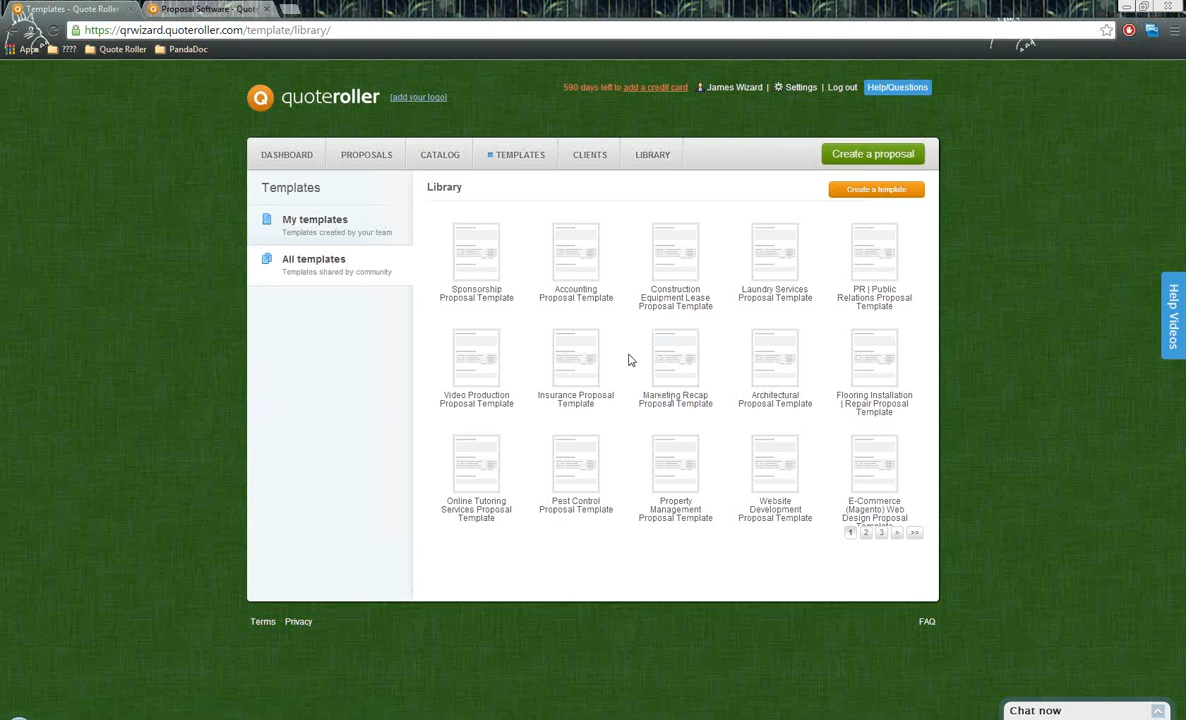 Templates - Quote Roller
Proposal Software - Quot
https://qrwizard.quoteroller.com/template/library/
Apps ???? Quote Roller PandaDoc
quoteroller [add your logo]
590 days left to add a credit card James Wizard | Settings | Log out Help/Questions
DASHBOARD PROPOSALS CATALOG TEMPLATES CLIENTS LIBRARY Create a proposal
Templates
My templates
Templates created by your team
All templates
Templates shared by community
Library
Create a template
Sponsorship
Proposal Template
Accounting
Proposal Template
Construction
Equipment Lease
Proposal Template
Laundry Services
Proposal Template
PR | Public
Relations Proposal
Template
Video Production
Proposal Template
Insurance Proposal
Template
Marketing Recap
Proposal Template
Architectural
Proposal Template
Flooring Installation
| Repair Proposal
Template
Online Tutoring
Services Proposal
Template
Pest Control
Proposal Template
Property
Management
Proposal Template
Website
Development
Proposal Template
E-Commerce
(Magento) Web
Design Proposal
Template
1 2 3 > >>
Help Videos
Terms Privacy
FAQ
Chat now